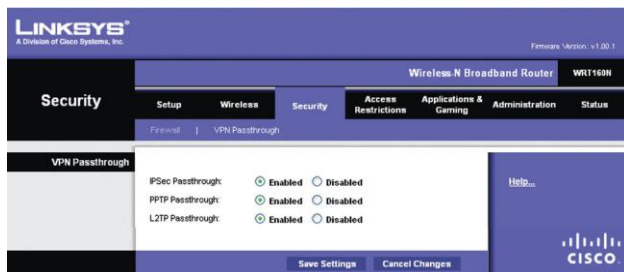 LINKSYS®
A Division of Cisco Systems, Inc.
Firmware Version: v1.00.1
Wireless-N Broadband Router WRT160N
Security
Setup Wireless Security Access Restrictions Applications & Gaming Administration Status
Firewall | VPN Passthrough
VPN Passthrough
IPSec Passthrough: Enabled Disabled
Help...
PPTP Passthrough: Enabled Disabled
L2TP Passthrough: Enabled Disabled
Save Settings Cancel Changes
CISCO